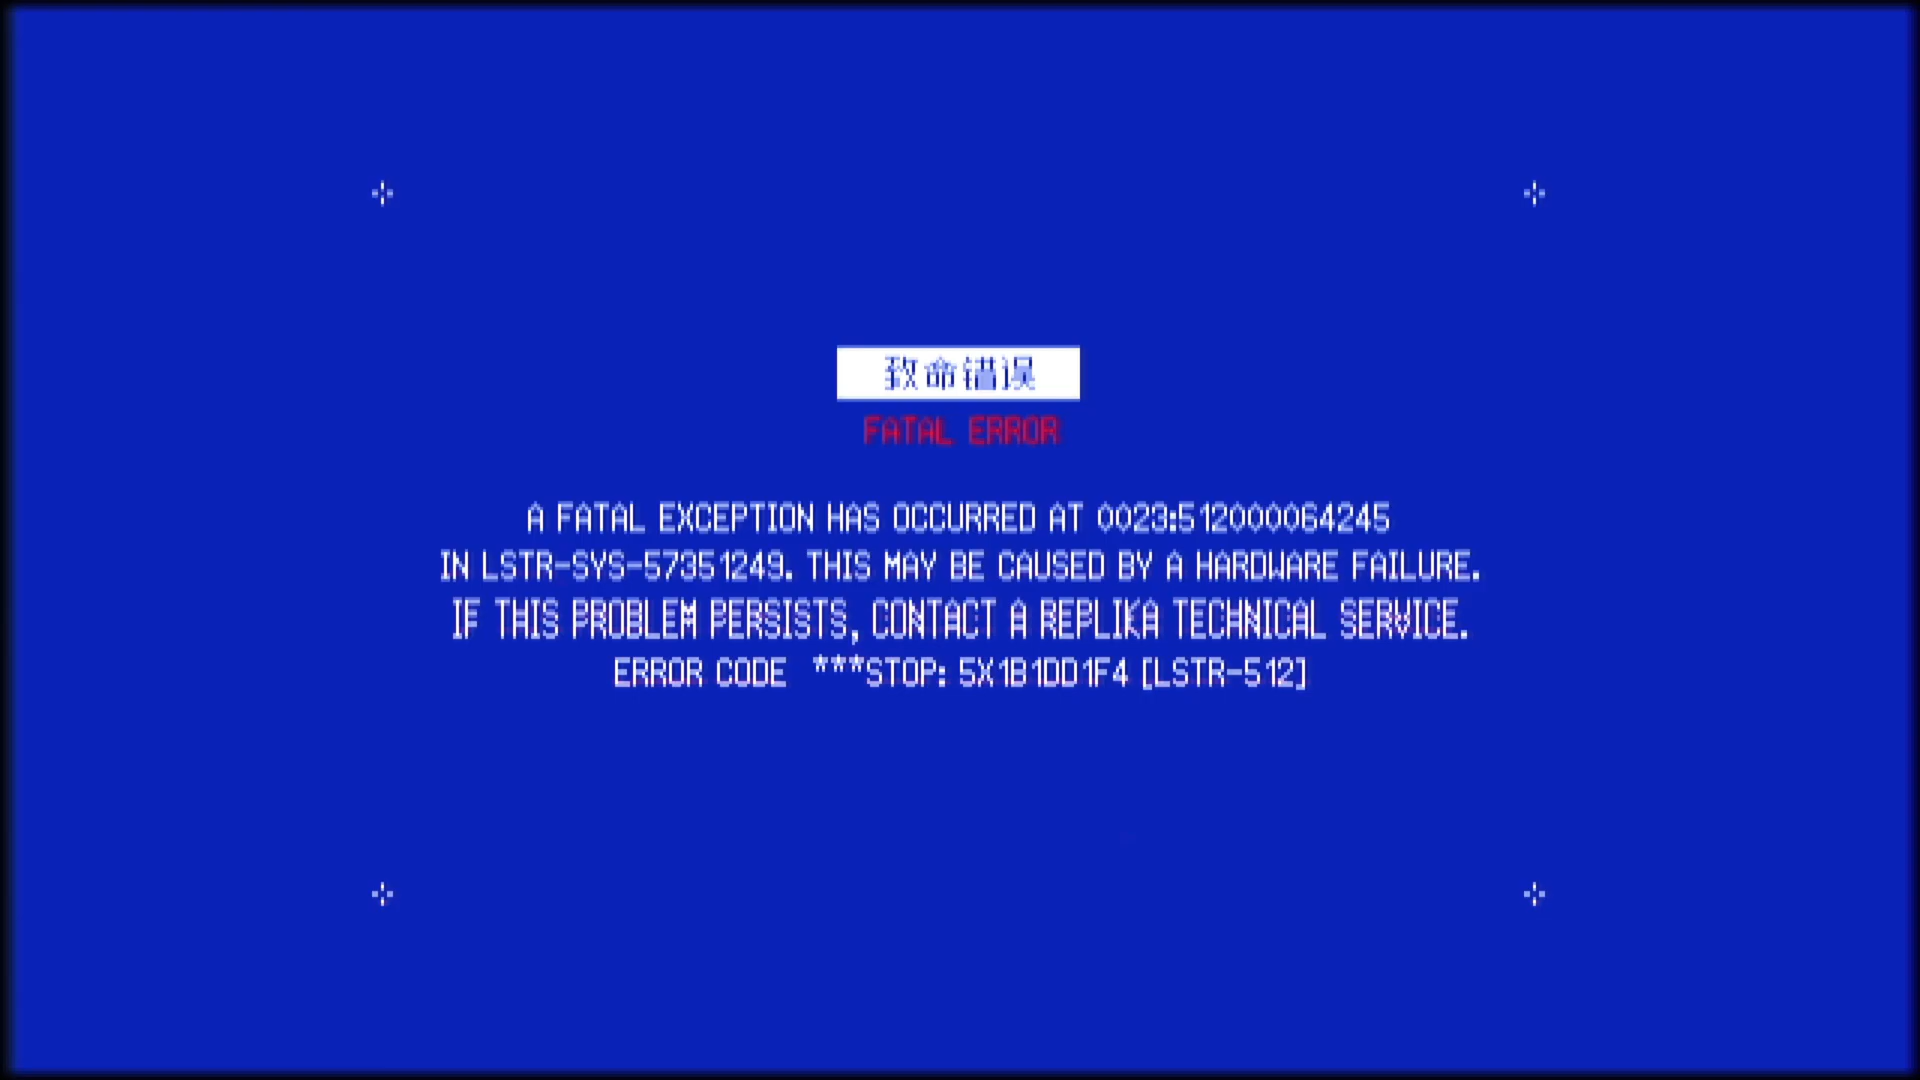 致命错误
FATAL ERROR
A FATAL EXCEPTION HAS OCCURRED AT 0023:512000064245
IN LSTR-SYS-57351249. THIS MAY BE CAUSED BY A HARDWARE FAILURE.
IF THIS PROBLEM PERSISTS, CONTACT A REPLIKA TECHNICAL SERVICE.
ERROR CODE ***STOP: 5X1B1DD1F4 [LSTR-512]